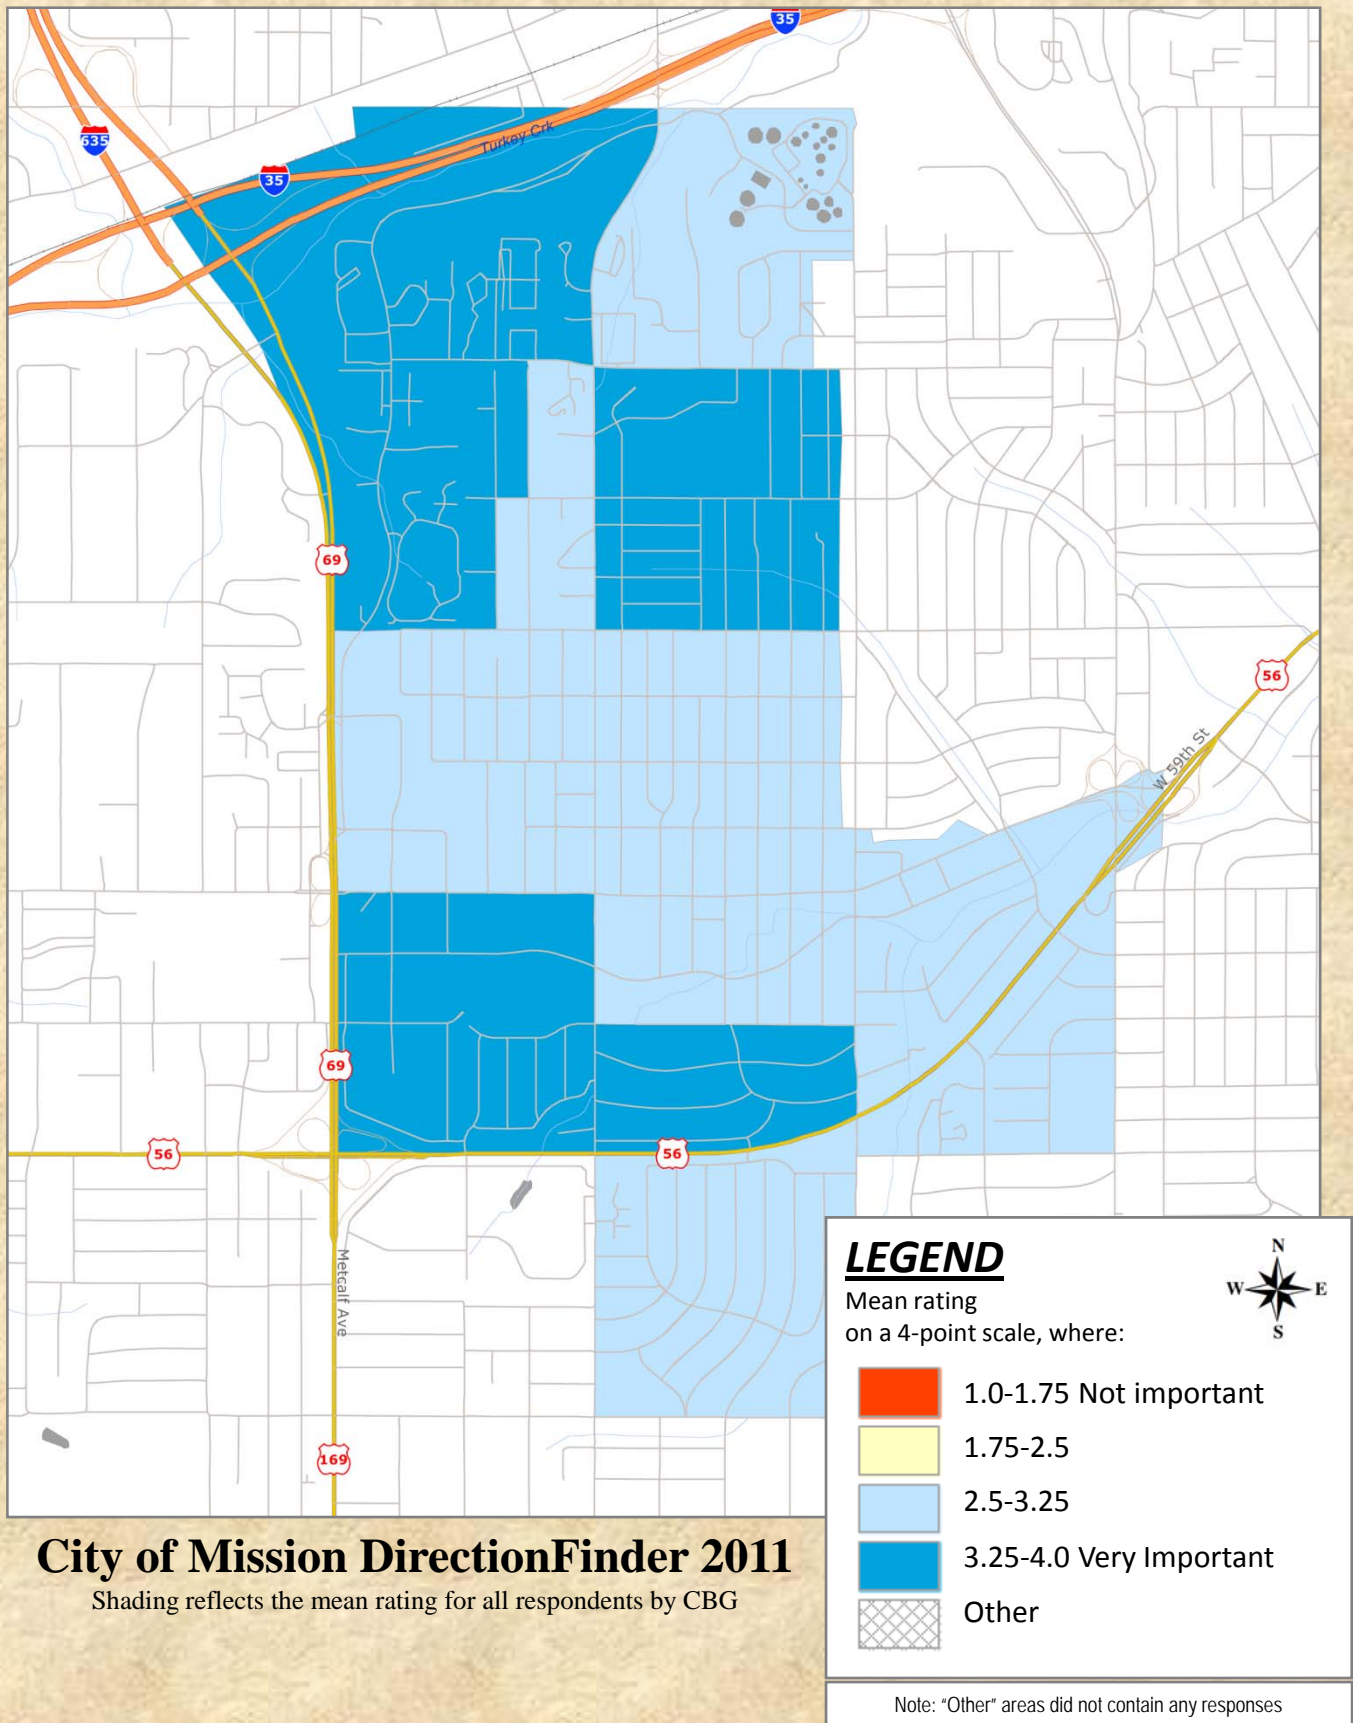 35
635
35
Turkey Crk
69
56
W 59th St
69
56
56
Metcalf Ave
169
LEGEND
Mean rating
on a 4-point scale, where:
N
W E
S
1.0-1.75 Not important
1.75-2.5
2.5-3.25
3.25-4.0 Very Important
Other
Note: "Other" areas did not contain any responses
City of Mission DirectionFinder 2011
Shading reflects the mean rating for all respondents by CBG